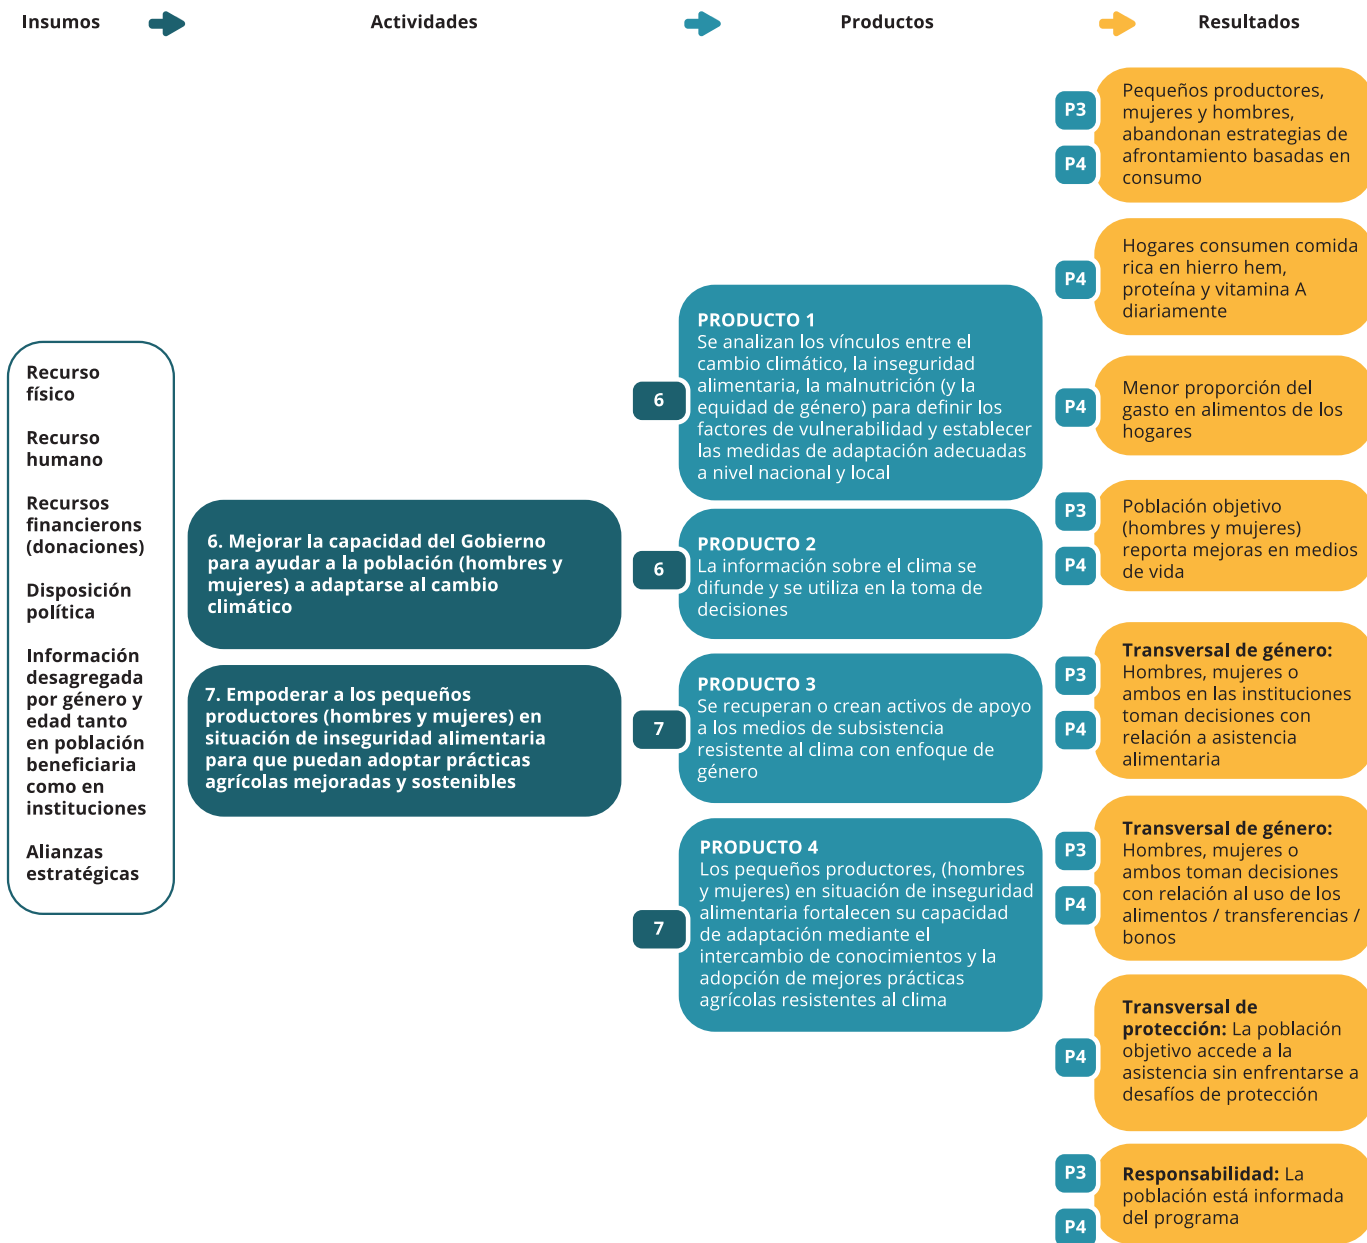 Insumos
Actividades
Productos
Resultados
Recurso
físico
Recurso
humano
Recursos
financierons
(donaciones)
Disposición
política
Información
desagregada
por género y
edad tanto
en población
beneficiaria
como en
instituciones
Alianzas
estratégicas
6. Mejorar la capacidad del Gobierno
para ayudar a la población (hombres y
mujeres) a adaptarse al cambio
climático
7. Empoderar a los pequeños
productores (hombres y mujeres) en
situación de inseguridad alimentaria
para que puedan adoptar prácticas
agrícolas mejoradas y sostenibles
6
PRODUCTO 1
Se analizan los vínculos entre el
cambio climático, la inseguridad
alimentaria, la malnutrición (y la
equidad de género) para definir los
factores de vulnerabilidad y establecer
las medidas de adaptación adecuadas
a nivel nacional y local
6
PRODUCTO 2
La información sobre el clima se
difunde y se utiliza en la toma de
decisiones
7
PRODUCTO 3
Se recuperan o crean activos de apoyo
a los medios de subsistencia
resistente al clima con enfoque de
género
7
PRODUCTO 4
Los pequeños productores, (hombres
y mujeres) en situación de inseguridad
alimentaria fortalecen su capacidad
de adaptación mediante el
intercambio de conocimientos y la
adopción de mejores prácticas
agrícolas resistentes al clima
P3
P4
Pequeños productores,
mujeres y hombres,
abandonan estrategias de
afrontamiento basadas en
consumo
P4
Hogares consumen comida
rica en hierro hem,
proteína y vitamina A
diariamente
P4
Menor proporción del
gasto en alimentos de los
hogares
P3
P4
Población objetivo
(hombres y mujeres)
reporta mejoras en medios
de vida
P3
P4
Transversal de género:
Hombres, mujeres o
ambos en las instituciones
toman decisiones con
relación a asistencia
alimentaria
P3
P4
Transversal de género:
Hombres, mujeres o
ambos toman decisiones
con relación al uso de los
alimentos / transferencias /
bonos
P4
Transversal de
protección: La población
objetivo accede a la
asistencia sin enfrentarse a
desafíos de protección
P3
P4
Responsabilidad: La
población está informada
del programa